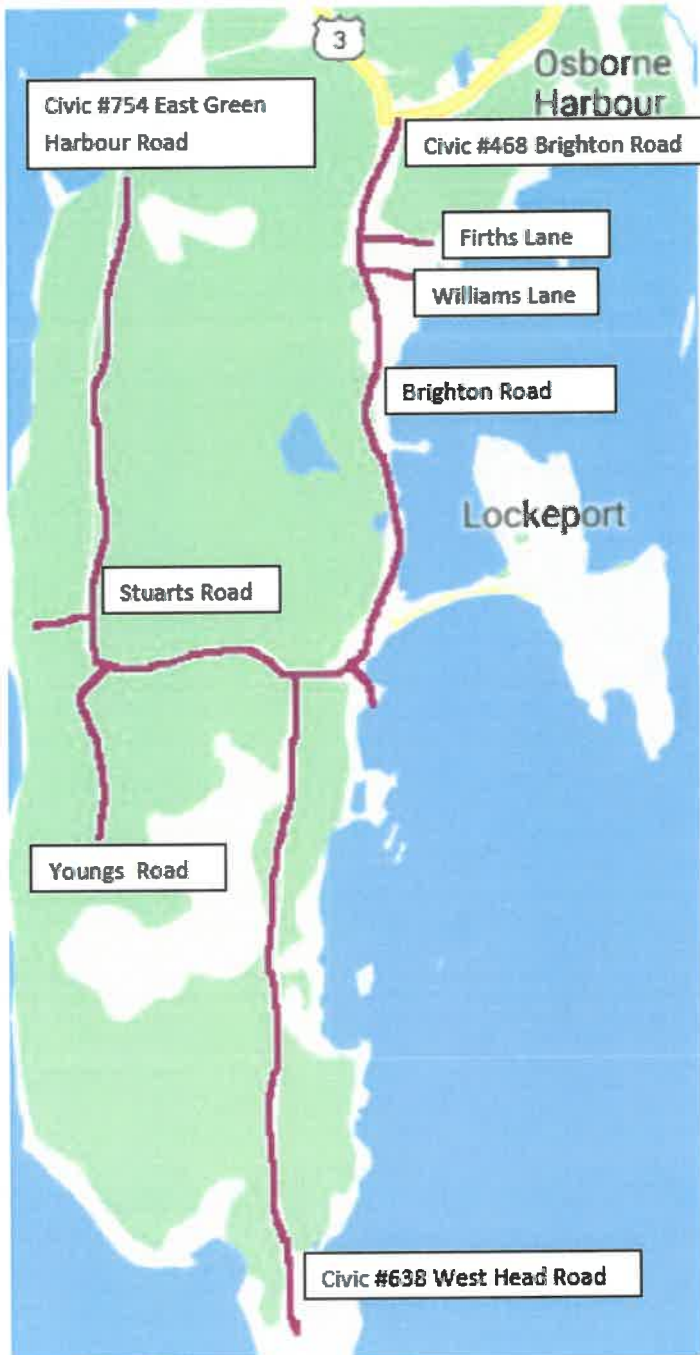 3
Osborne
Harbour
Civic #754 East Green
Harbour Road
Civic #468 Brighton Road
Firths Lane
Williams Lane
Brighton Road
Lockeport
Stuarts Road
Youngs Road
Civic #638 West Head Road